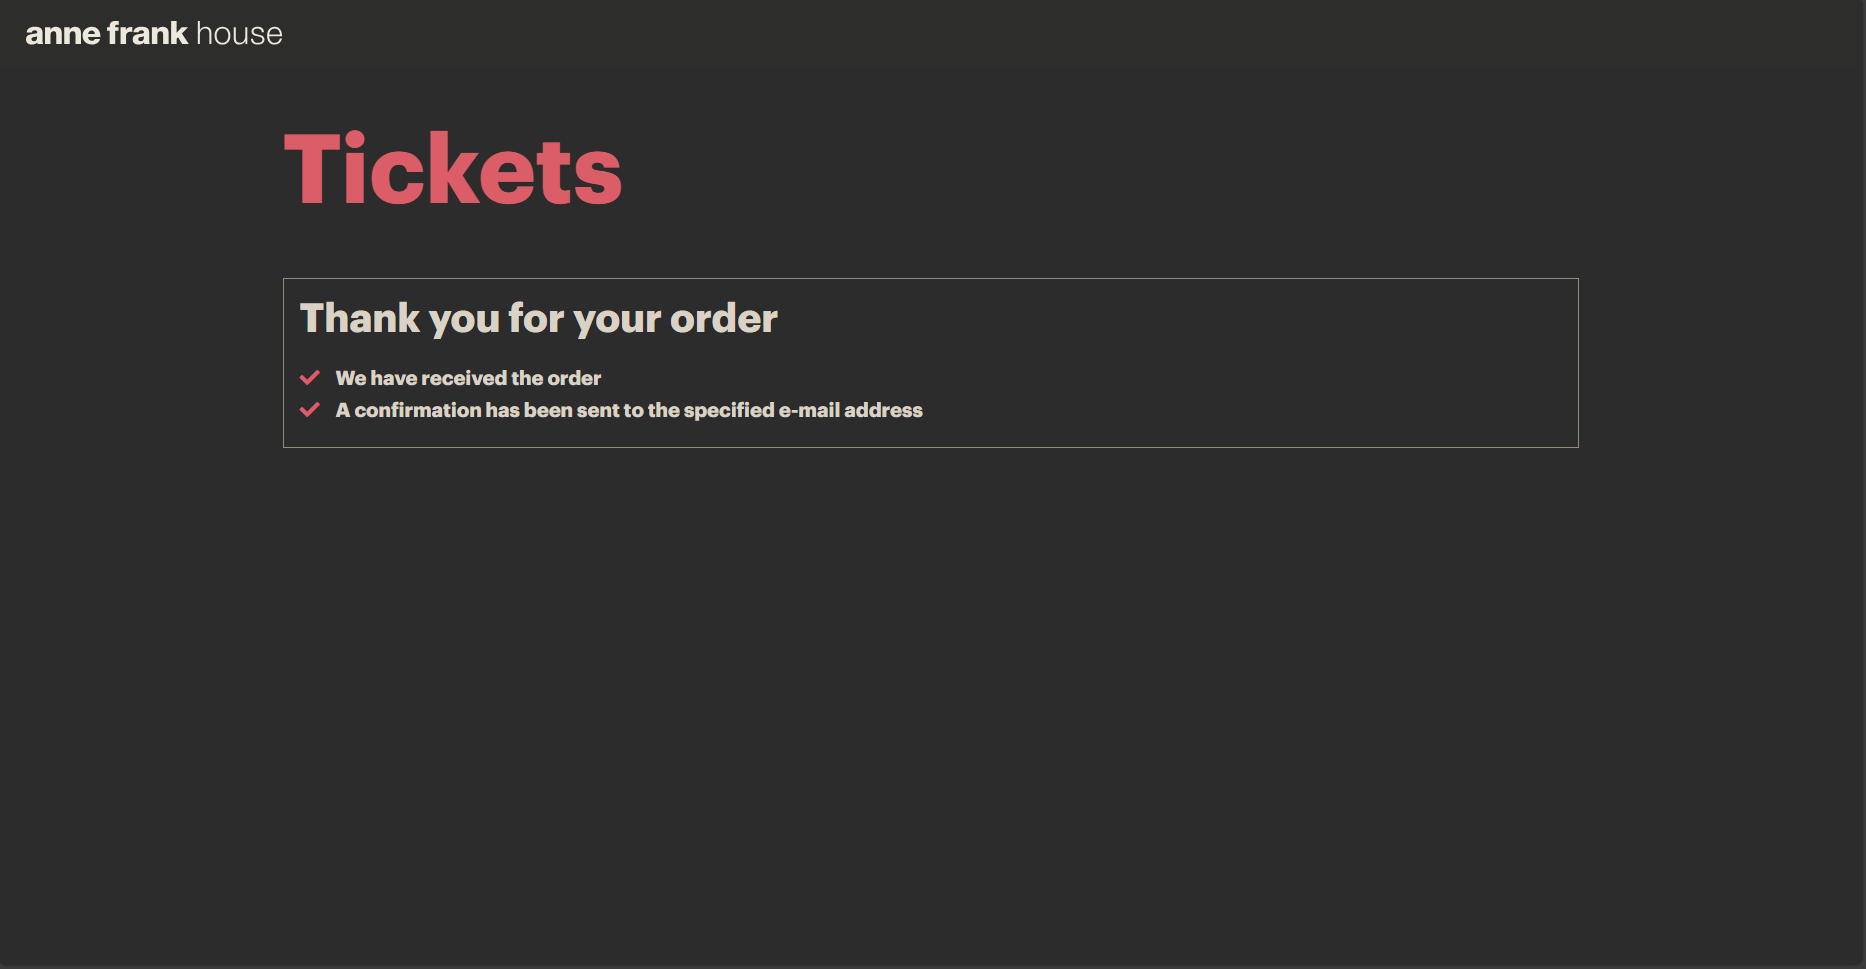 anne frank house
Tickets
Thank you for your order
We have received the order
A confirmation has been sent to the specified e-mail address